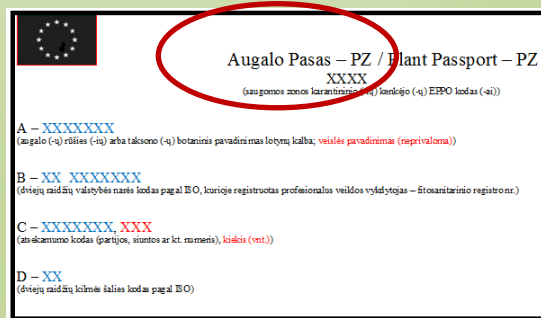 Augalo Pasas – PZ / Plant Passport – PZ
XXXX
(saugomos zonos karantininio (-ių) kenkėjo (-ų) EPPO kodas (-ai))
A – XXXXXXX
(augalo (-ų) rūšies (-ių) arba taksono (-ų) botaninis pavadinimas lotynų kalba; veislės pavadinimas (neprivaloma))
B – XX XXXXXXX
(dviejų raidžių valstybės narės kodas pagal ISO, kurioje registruotas profesionalus veiklos vykdytojas – fitosanitarinio registro nr.)
C – XXXXXXX, XXX
(atsekamumo kodas (partijos, siuntos ar kt. numeris), kiekis (vnt.))
D – XX
(dviejų raidžių kilmės šalies kodas pagal ISO)